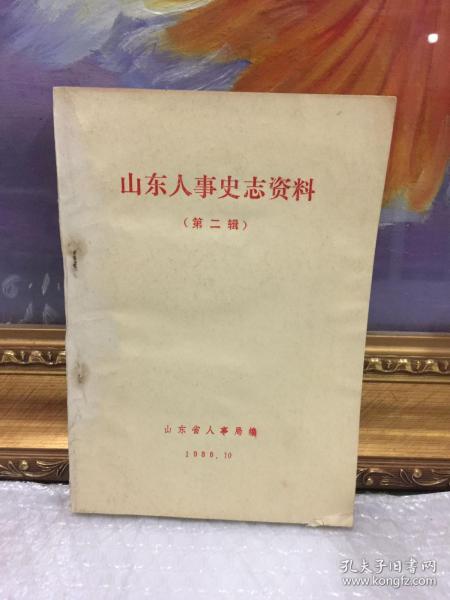 山东人事史志资料
（第二辑）
山东省人事局编
1986.10
孔夫子旧书网
www.kongfz.com